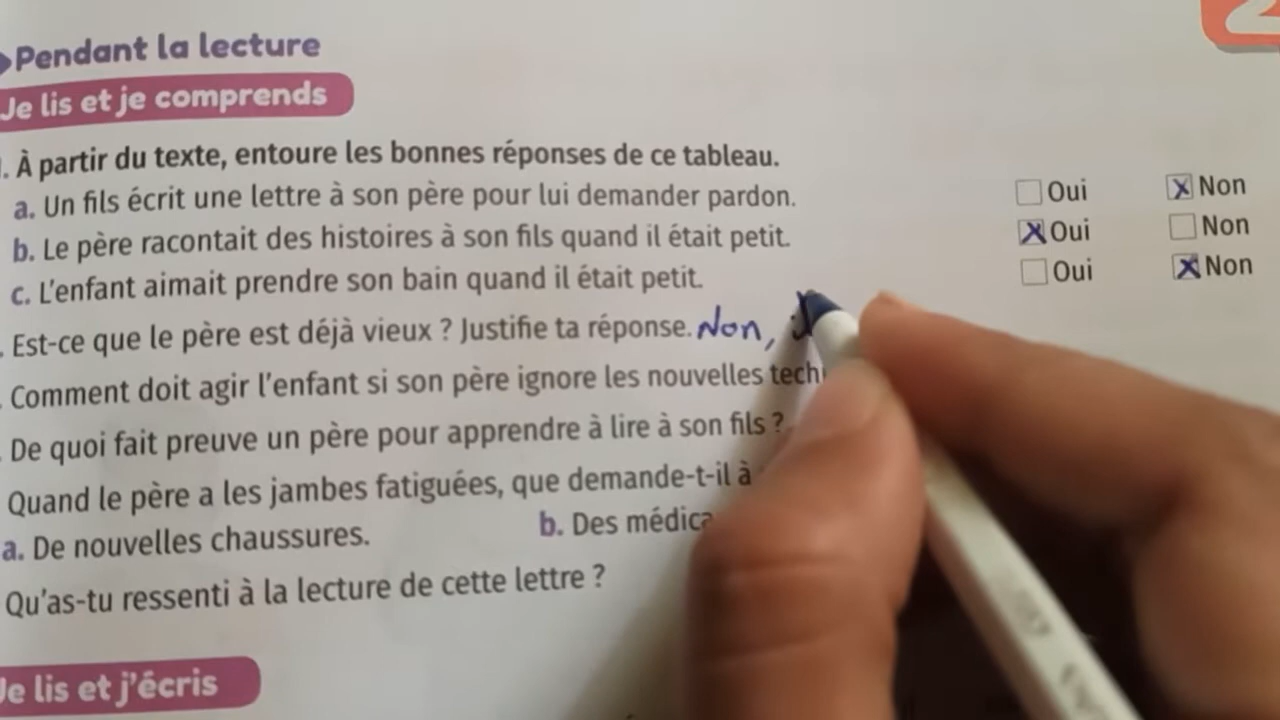 Pendant la lecture
Je lis et je comprends
. À partir du texte, entoure les bonnes réponses de ce tableau.
a. Un fils écrit une lettre à son père pour lui demander pardon. Oui Non
b. Le père racontait des histoires à son fils quand il était petit. Oui Non
c. L'enfant aimait prendre son bain quand il était petit. Oui Non
. Est-ce que le père est déjà vieux ? Justifie ta réponse. Non,
. Comment doit agir l'enfant si son père ignore les nouvelles
. De quoi fait preuve un père pour apprendre à lire à son fils ?
Quand le père a les jambes fatiguées, que demande-t-il à
a. De nouvelles chaussures. b. Des
Qu'as-tu ressenti à la lecture de cette lettre ?
Je lis et j'écris